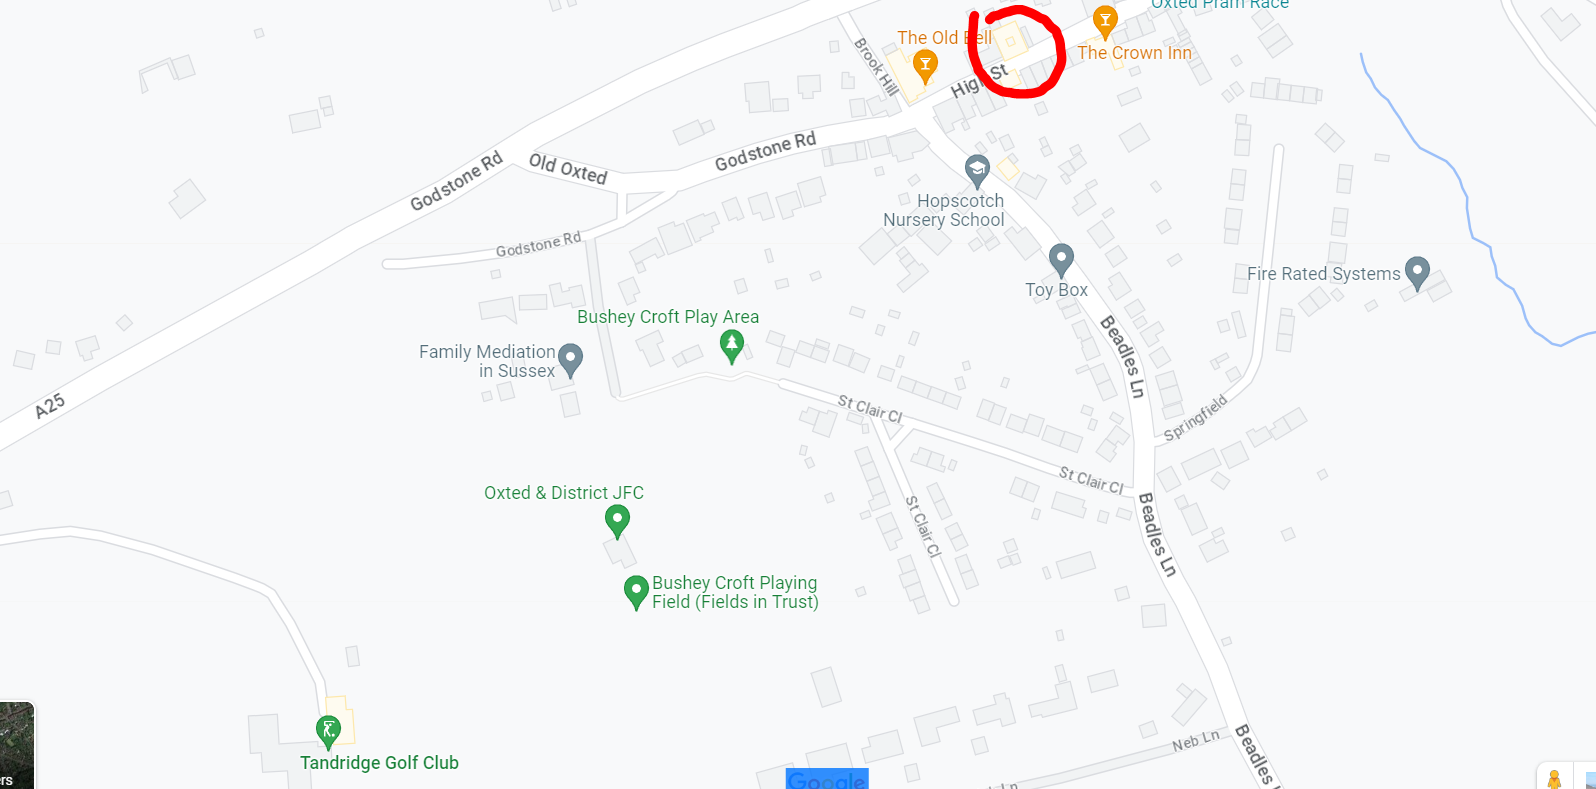 Oxted Pram Race
The Old Bell
The Crown Inn
Brook Hill
High St
Godstone Rd
Old Oxted
Godstone Rd
Hopscotch
Nursery School
Godstone Rd
Toy Box
Fire Rated Systems
Bushey Croft Play Area
Family Mediation
in Sussex
Beadles Ln
A25
St Clair Cl
Springfield
St Clair Cl
Oxted & District JFC
St Clair Cl
Beadles Ln
Bushey Croft Playing
Field (Fields in Trust)
Tandridge Golf Club
Neb Ln
Beadles L
Google
ers
Ln